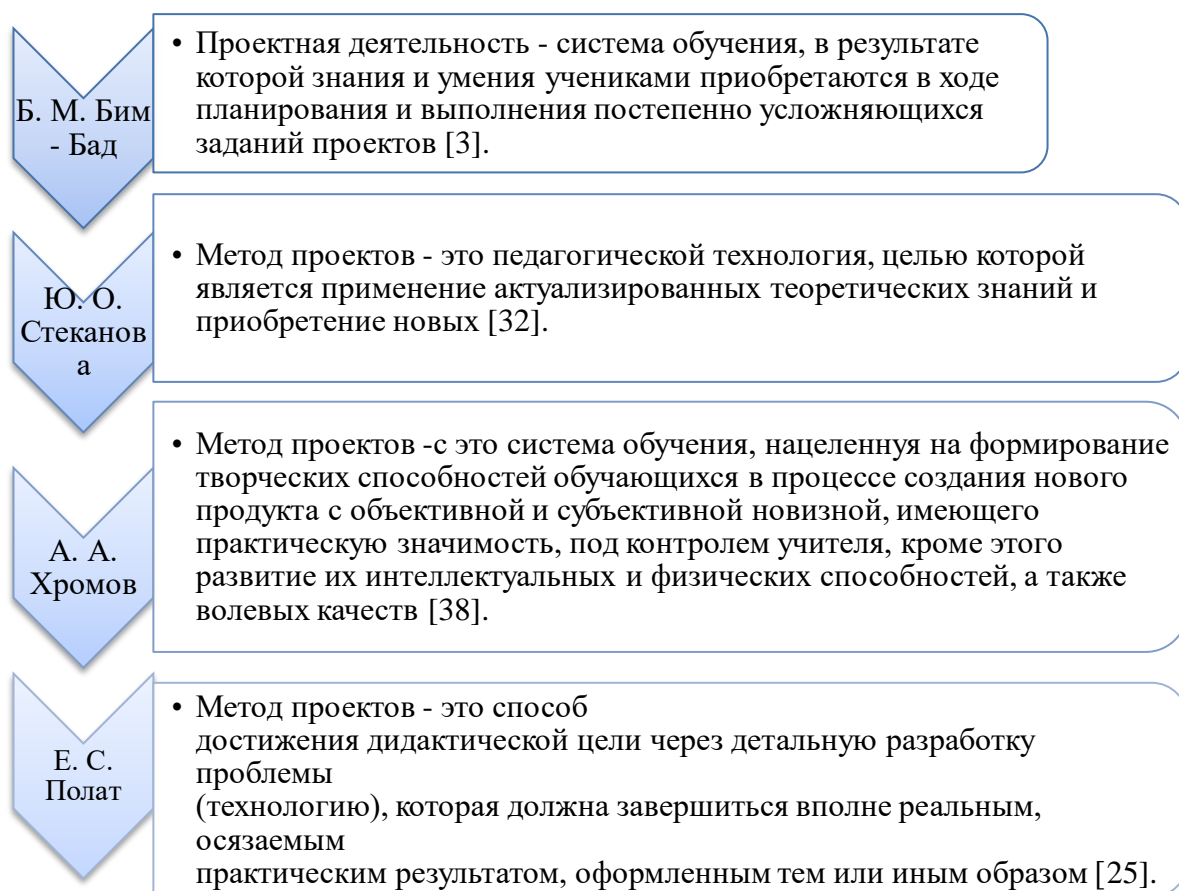 Б. М. Бим
- Бад
• Проектная деятельность - система обучения, в результате
которой знания и умения учениками приобретаются в ходе
планирования и выполнения постепенно усложняющихся
заданий проектов [3].
Ю. О.
Стеканов
а
• Метод проектов - это педагогической технология, целью которой
является применение актуализированных теоретических знаний и
приобретение новых [32].
А. А.
Хромов
• Метод проектов -с это система обучения, нацеленнуя на формирование
творческих способностей обучающихся в процессе создания нового
продукта с объективной и субъективной новизной, имеющего
практическую значимость, под контролем учителя, кроме этого
развитие их интеллектуальных и физических способностей, а также
волевых качеств [38].
Е. С.
Полат
• Метод проектов - это способ
достижения дидактической цели через детальную разработку
проблемы
(технологию), которая должна завершиться вполне реальным,
осязаемым
практическим результатом, оформленным тем или иным образом [25].